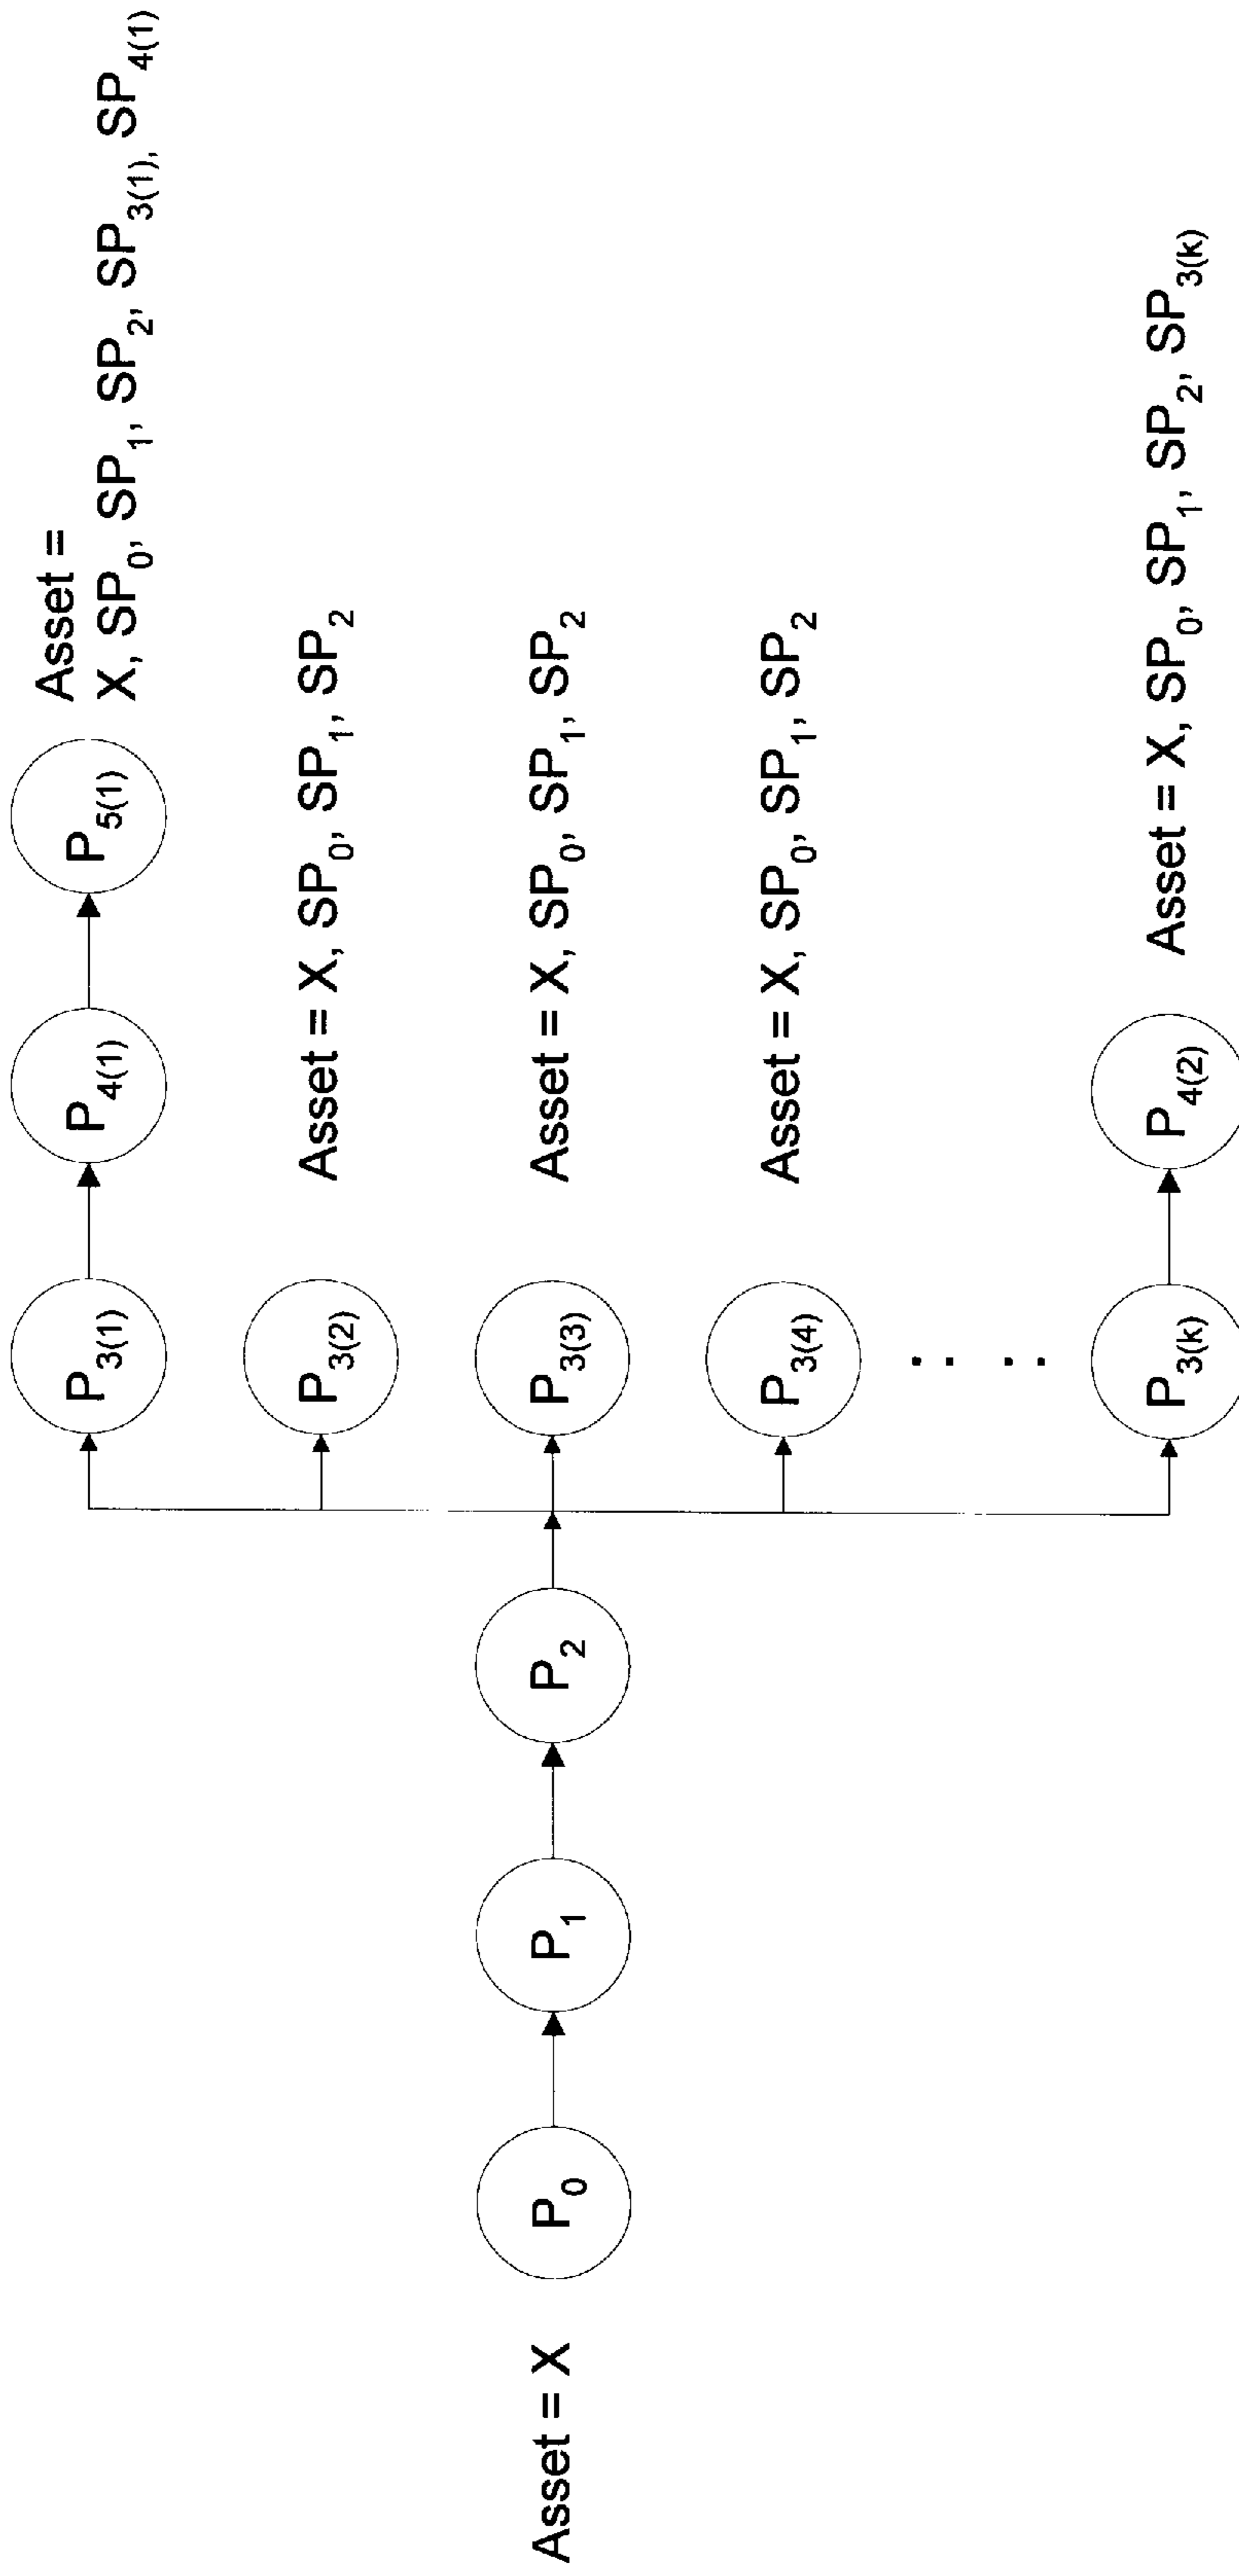 Asset =
X, SP₀, SP₁, SP₂, SP₃₍₁₎, SP₄₍₁₎
P₃₍₁₎
P₄₍₁₎
P₅₍₁₎
P₃₍₂₎
Asset = X, SP₀, SP₁, SP₂
Asset = X
P₀
P₁
P₂
P₃₍₃₎
Asset = X, SP₀, SP₁, SP₂
P₃₍₄₎
Asset = X, SP₀, SP₁, SP₂
. . . .
P₃₍ₖ₎
P₄₍₂₎
Asset = X, SP₀, SP₁, SP₂, SP₃₍ₖ₎